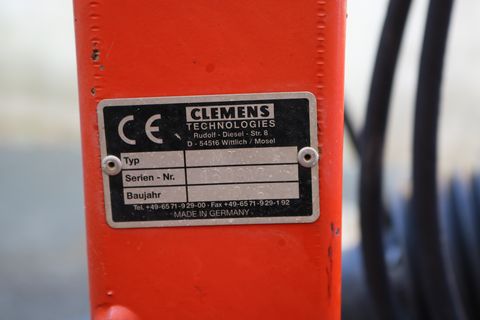 CE
CLEMENS
TECHNOLOGIES
Rudolf - Diesel - Str. 8
D - 54516 Wittlich / Mosel
Typ
Serien - Nr.
Baujahr
Tel. +49-6571-929-00 - Fax +49-6571-929-192
MADE IN GERMANY